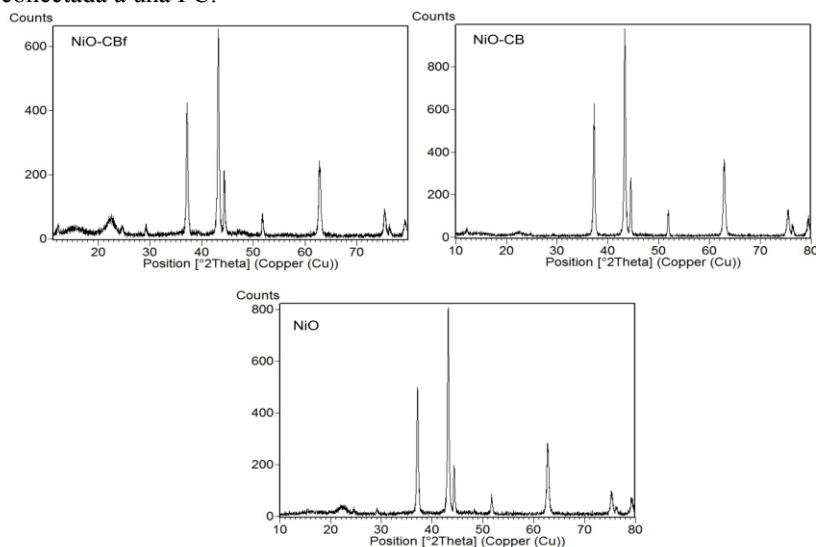 conectada a una PC.
Counts
NiO-CBf
600
400
200
0
20 30 40 50 60 70
Position [°2Theta] (Copper (Cu))
Counts
NiO-CB
800
600
400
200
0
10 20 30 40 50 60 70 80
Position [°2Theta] (Copper (Cu))
Counts
NiO
800
600
400
200
0
10 20 30 40 50 60 70 80
Position [°2Theta] (Copper (Cu))